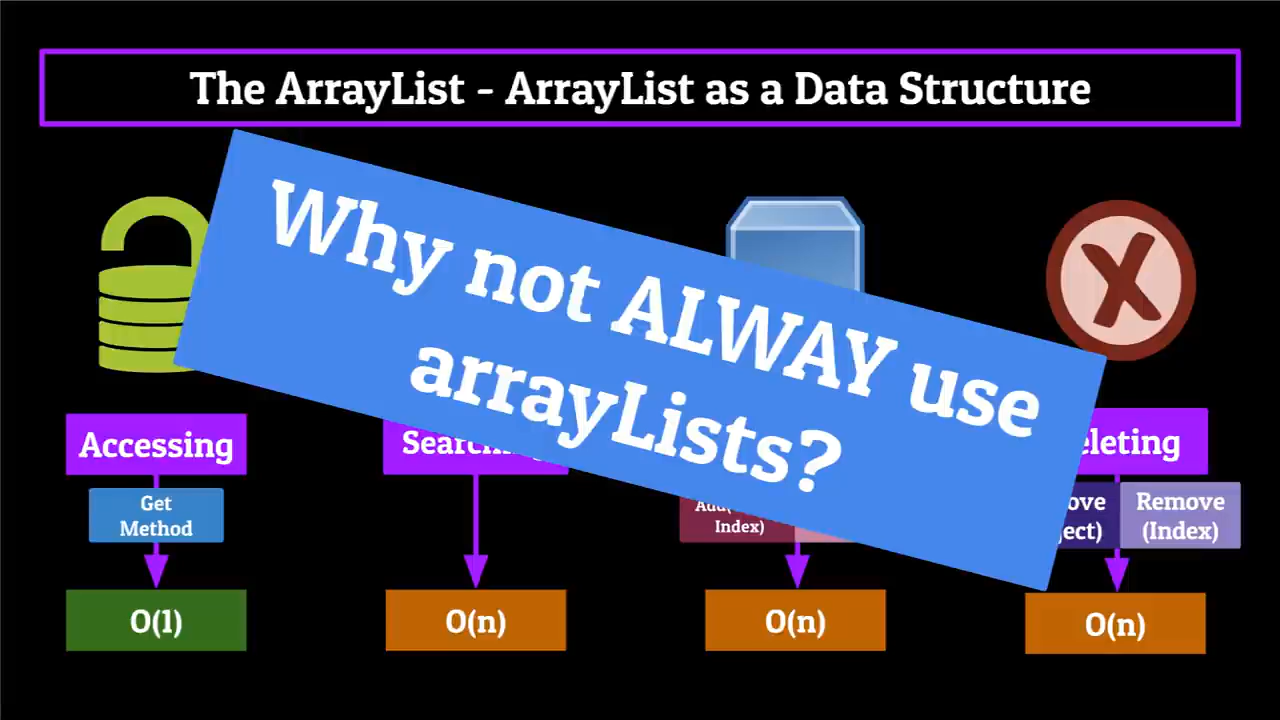 The ArrayList - ArrayList as a Data Structure
Why not ALWAY use
arrayLists?
Accessing
Get
Method
O(1)
O(n)
Index)
O(n)
Remove
(Index)
O(n)